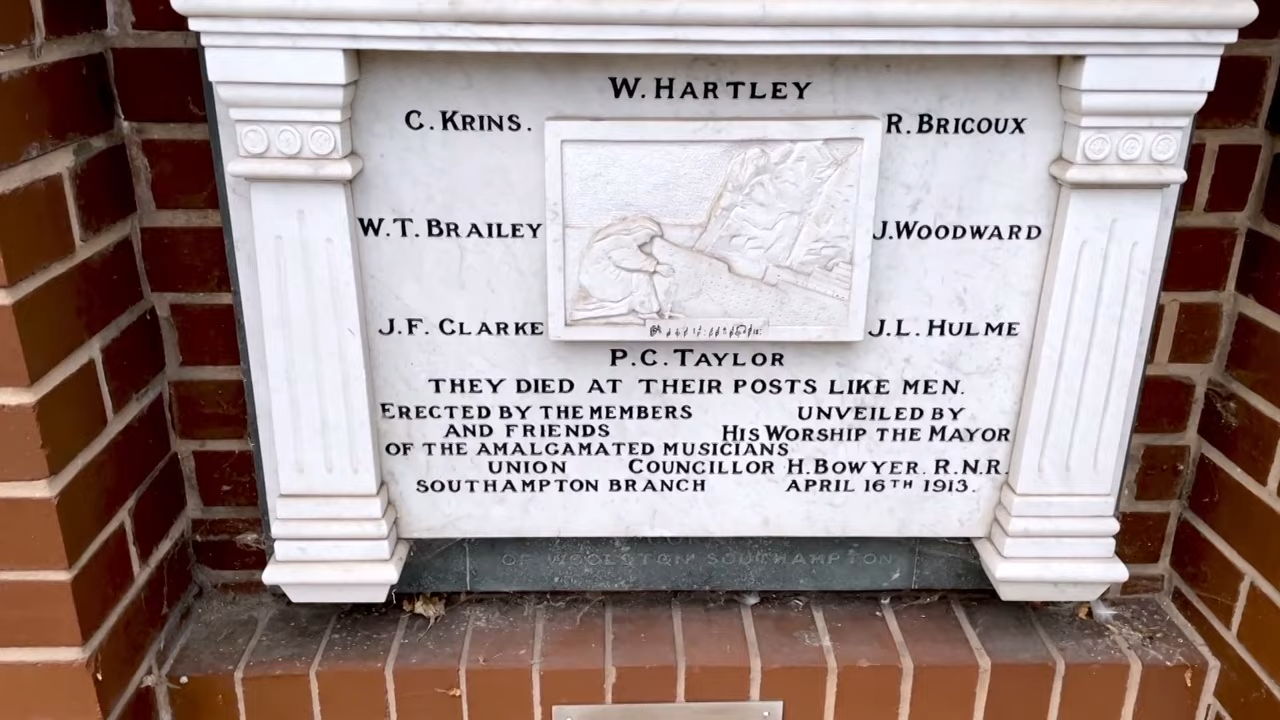 W. HARTLEY
C. KRINS. R. BRICOUX
W. T. BRAILEY J. WOODWARD
J. F. CLARKE J. L. HULME
P. C. TAYLOR
THEY DIED AT THEIR POSTS LIKE MEN.
ERECTED BY THE MEMBERS
AND FRIENDS
OF THE AMALGAMATED MUSICIANS
UNION
SOUTHAMPTON BRANCH
UNVEILED BY
HIS WORSHIP THE MAYOR
COUNCILLOR H. BOWYER. R.N.R.
APRIL 16TH 1913.
OF WOOLSTON SOUTHAMPTON